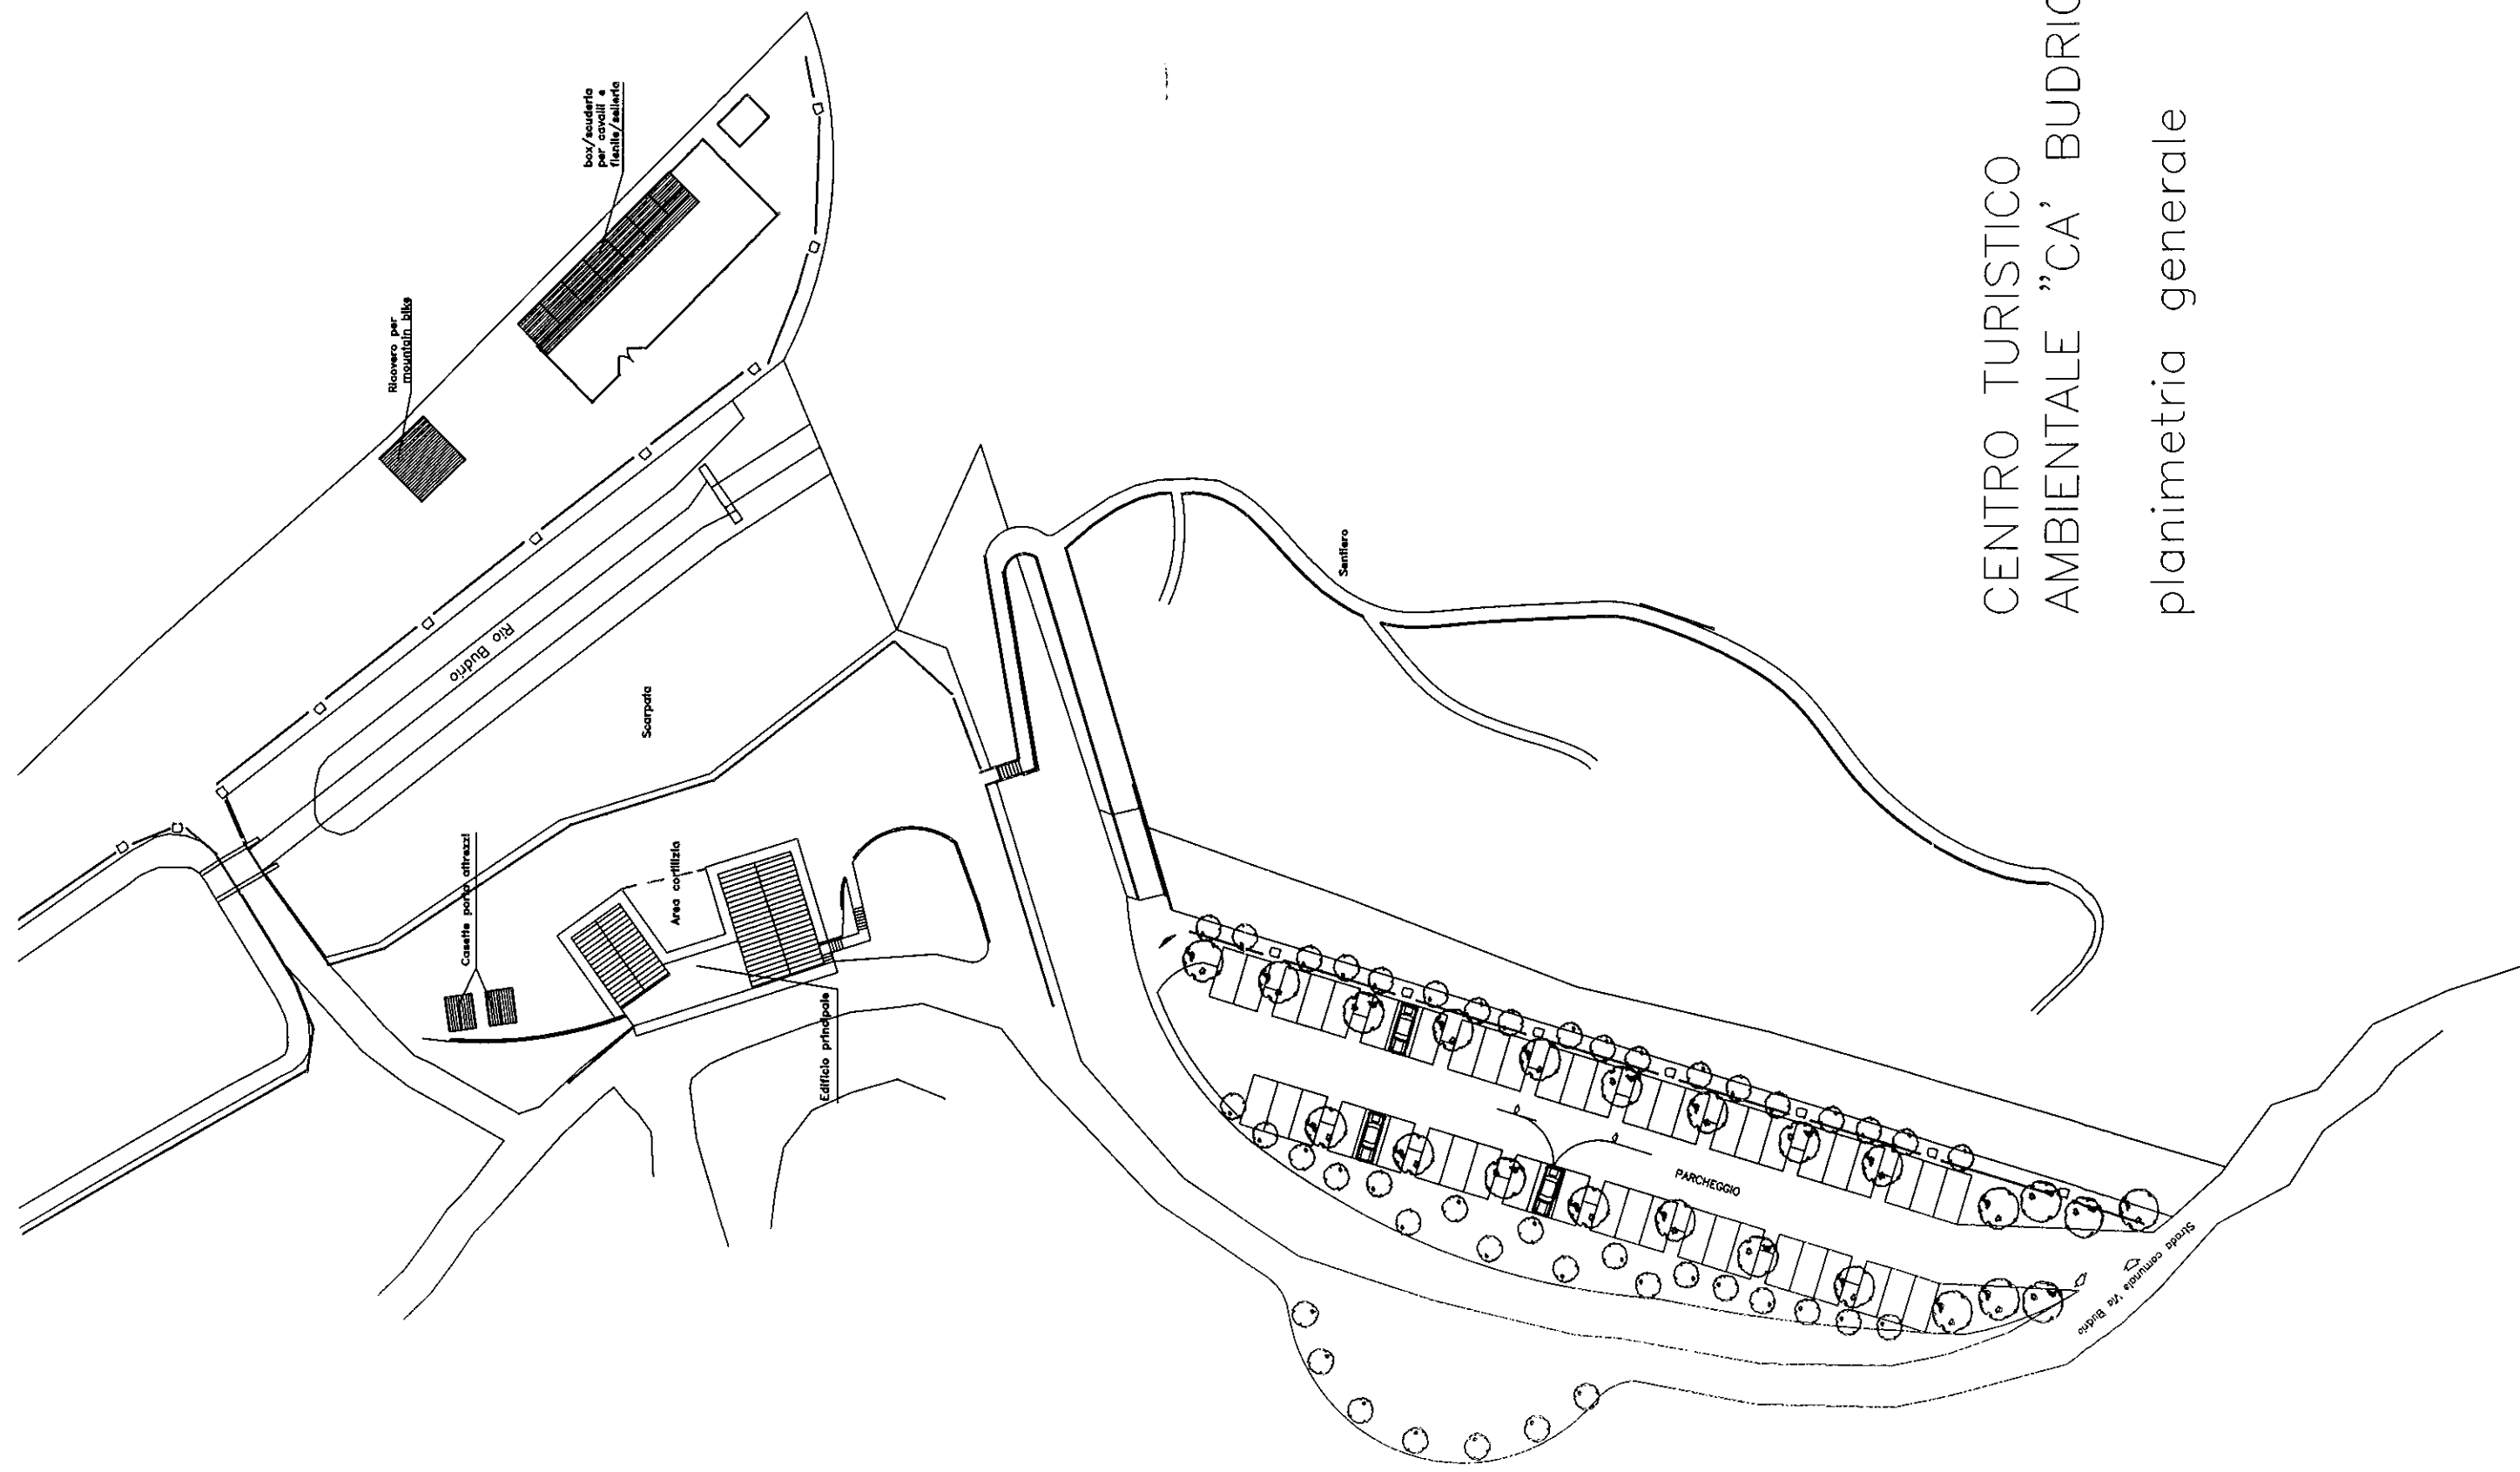 CENTRO TURISTICO
AMBIENTALE "CA' BUDRIO
planimetria generale
box/scuderia
per cavalli e
fienile/selleria
Ricovero per
mountain bike
Rio Budrio
Scarpata
Sentiero
Casette porta attrezzi
Area cortilizia
Edificio principale
PARCHEGGIO
Strada comunale Via Budrio